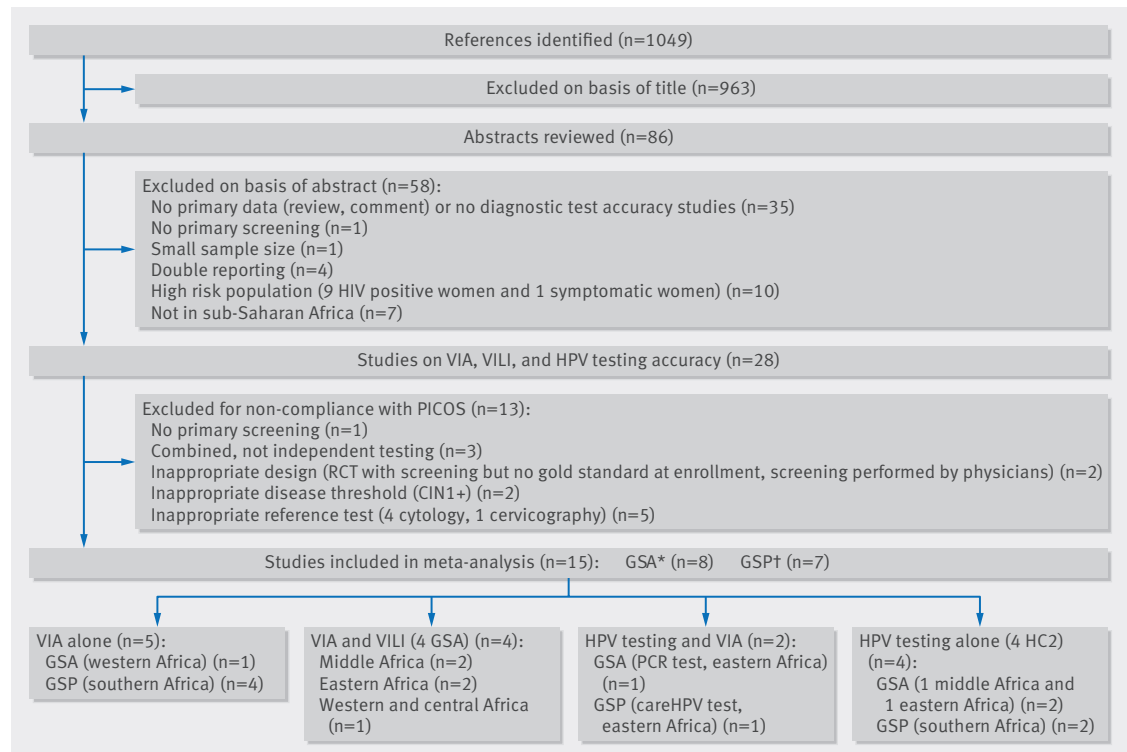 References identified (n=1049)
Excluded on basis of title (n=963)
Abstracts reviewed (n=86)
Excluded on basis of abstract (n=58):
No primary data (review, comment) or no diagnostic test accuracy studies (n=35)
No primary screening (n=1)
Small sample size (n=1)
Double reporting (n=4)
High risk population (9 HIV positive women and 1 symptomatic women) (n=10)
Not in sub-Saharan Africa (n=7)
Studies on VIA, VILI, and HPV testing accuracy (n=28)
Excluded for non-compliance with PICOS (n=13):
No primary screening (n=1)
Combined, not independent testing (n=3)
Inappropriate design (RCT with screening but no gold standard at enrollment, screening performed by physicians) (n=2)
Inappropriate disease threshold (CIN1+) (n=2)
Inappropriate reference test (4 cytology, 1 cervicography) (n=5)
Studies included in meta-analysis (n=15): GSA* (n=8) GSP† (n=7)
VIA alone (n=5):
GSA (western Africa) (n=1)
GSP (southern Africa) (n=4)
VIA and VILI (4 GSA) (n=4):
Middle Africa (n=2)
Eastern Africa (n=2)
Western and central Africa
(n=1)
HPV testing and VIA (n=2):
GSA (PCR test, eastern Africa)
(n=1)
GSP (careHPV test,
eastern Africa) (n=1)
HPV testing alone (4 HC2)
(n=4):
GSA (1 middle Africa and
1 eastern Africa) (n=2)
GSP (southern Africa) (n=2)